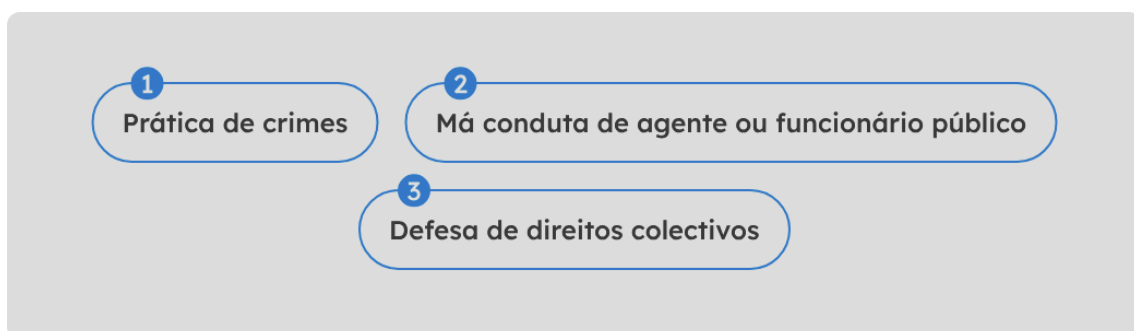 1
Prática de crimes
2
Má conduta de agente ou funcionário público
3
Defesa de direitos colectivos